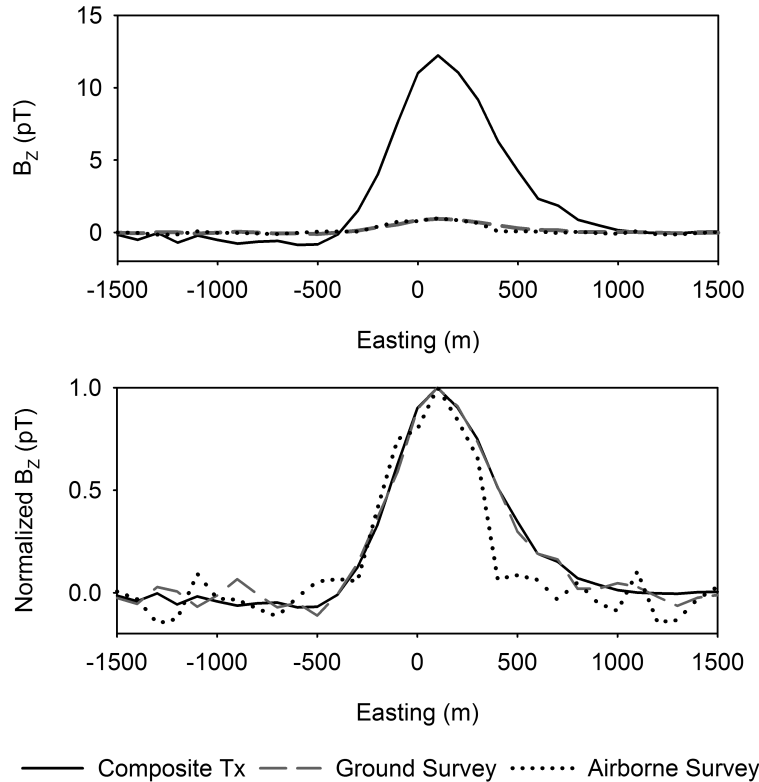 15
10
5
0
B_Z (pT)
-1500 -1000 -500 0 500 1000 1500
Easting (m)
1.0
0.5
0.0
Normalized B_Z (pT)
-1500 -1000 -500 0 500 1000 1500
Easting (m)
Composite Tx Ground Survey Airborne Survey